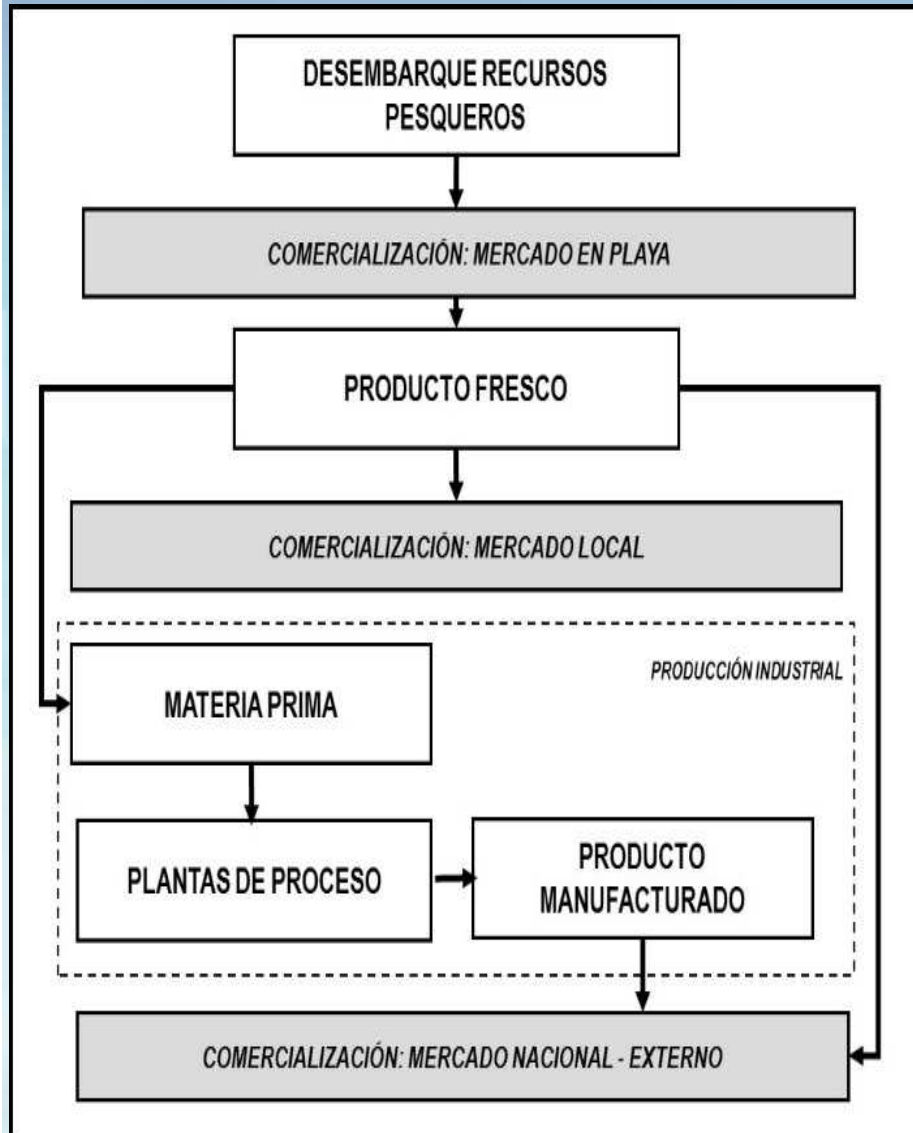 DESEMBARQUE RECURSOS
PESQUEROS
COMERCIALIZACIÓN: MERCADO EN PLAYA
PRODUCTO FRESCO
COMERCIALIZACIÓN: MERCADO LOCAL
PRODUCCIÓN INDUSTRIAL
MATERIA PRIMA
PLANTAS DE PROCESO
PRODUCTO
MANUFACTURADO
COMERCIALIZACIÓN: MERCADO NACIONAL - EXTERNO